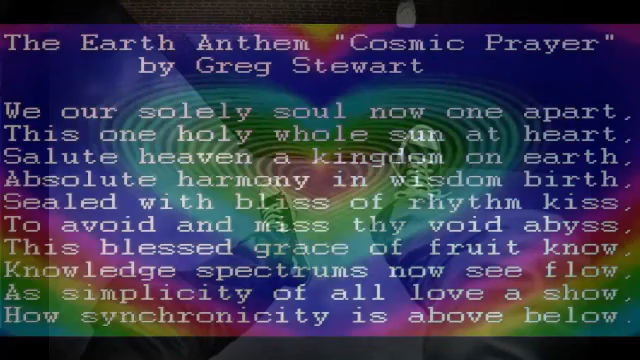 The Earth Anthem "Cosmic Prayer"
by Greg Stewart
We our solely soul now one apart,
This one holy whole sun at heart,
Salute heaven a kingdom on earth,
Absolute harmony in wisdom birth,
Sealed with bliss of rhythm kiss
To avoid and miss thy void abyss,
This blessed grace of fruit know,
Knowledge spectrums now see flow,
As simplicity of all love a show,
How synchronicity is above below.